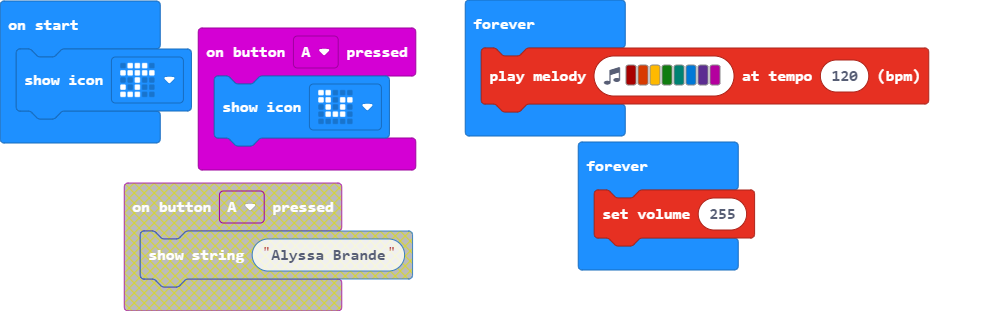 on start
show icon
on button A pressed
show icon
on button A pressed
show string "Alyssa Brande"
forever
play melody at tempo 120 (bpm)
forever
set volume 255